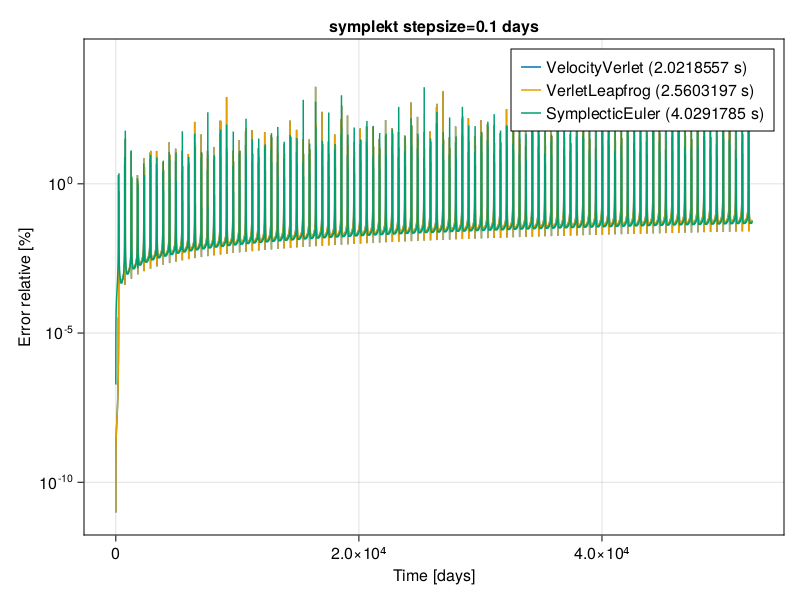 symplekt stepsize=0.1 days
VelocityVerlet (2.0218557 s)
VerletLeapfrog (2.5603197 s)
SymplecticEuler (4.0291785 s)
Error relative [%]
10⁰
10⁻⁵
10⁻¹⁰
0
2.0×10⁴
4.0×10⁴
Time [days]